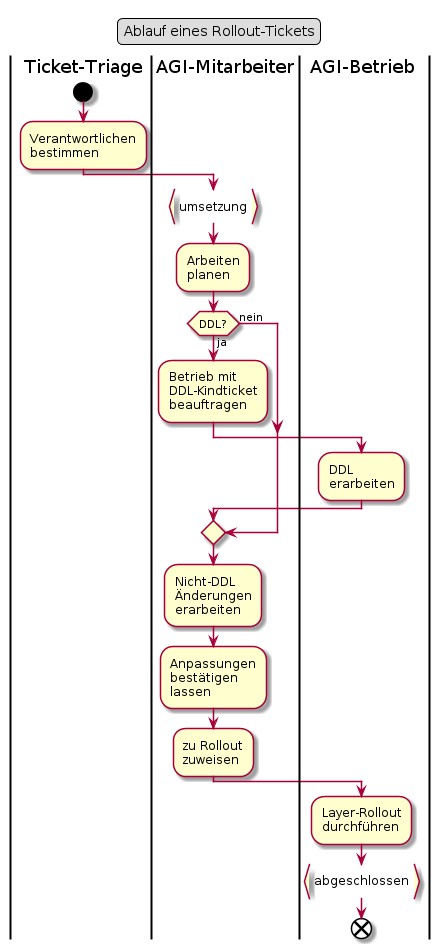 Ablauf eines Rollout-Tickets
Ticket-Triage
AGI-Mitarbeiter
AGI-Betrieb
Verantwortlichen
bestimmen
umsetzung
Arbeiten
planen
DDL?
nein
ja
Betrieb mit
DDL-Kindticket
beauftragen
DDL
erarbeiten
Nicht-DDL
Änderungen
erarbeiten
Anpassungen
bestätigen
lassen
zu Rollout
zuweisen
Layer-Rollout
durchführen
abgeschlossen